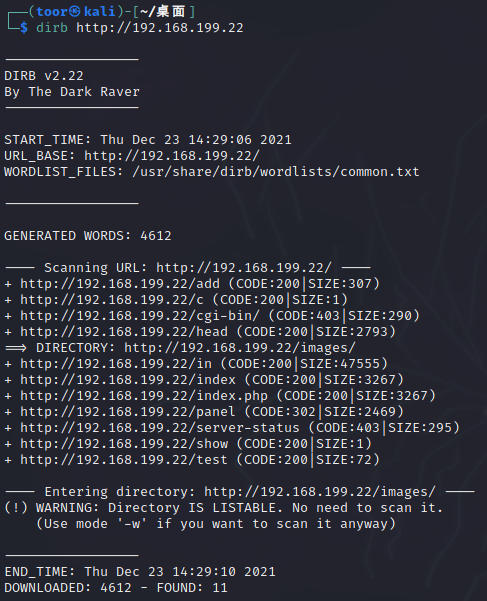 ┌──(toor㉿kali)-[~/桌面]
└─$ dirb http://192.168.199.22
-----------------
DIRB v2.22
By The Dark Raver
-----------------
START_TIME: Thu Dec 23 14:29:06 2021
URL_BASE: http://192.168.199.22/
WORDLIST_FILES: /usr/share/dirb/wordlists/common.txt
-----------------
GENERATED WORDS: 4612
---- Scanning URL: http://192.168.199.22/ ----
+ http://192.168.199.22/add (CODE:200|SIZE:307)
+ http://192.168.199.22/c (CODE:200|SIZE:1)
+ http://192.168.199.22/cgi-bin/ (CODE:403|SIZE:290)
+ http://192.168.199.22/head (CODE:200|SIZE:2793)
==> DIRECTORY: http://192.168.199.22/images/
+ http://192.168.199.22/in (CODE:200|SIZE:47555)
+ http://192.168.199.22/index (CODE:200|SIZE:3267)
+ http://192.168.199.22/index.php (CODE:200|SIZE:3267)
+ http://192.168.199.22/panel (CODE:302|SIZE:2469)
+ http://192.168.199.22/server-status (CODE:403|SIZE:295)
+ http://192.168.199.22/show (CODE:200|SIZE:1)
+ http://192.168.199.22/test (CODE:200|SIZE:72)
---- Entering directory: http://192.168.199.22/images/ ----
(!) WARNING: Directory IS LISTABLE. No need to scan it.
(Use mode '-w' if you want to scan it anyway)
-----------------
END_TIME: Thu Dec 23 14:29:10 2021
DOWNLOADED: 4612 - FOUND: 11